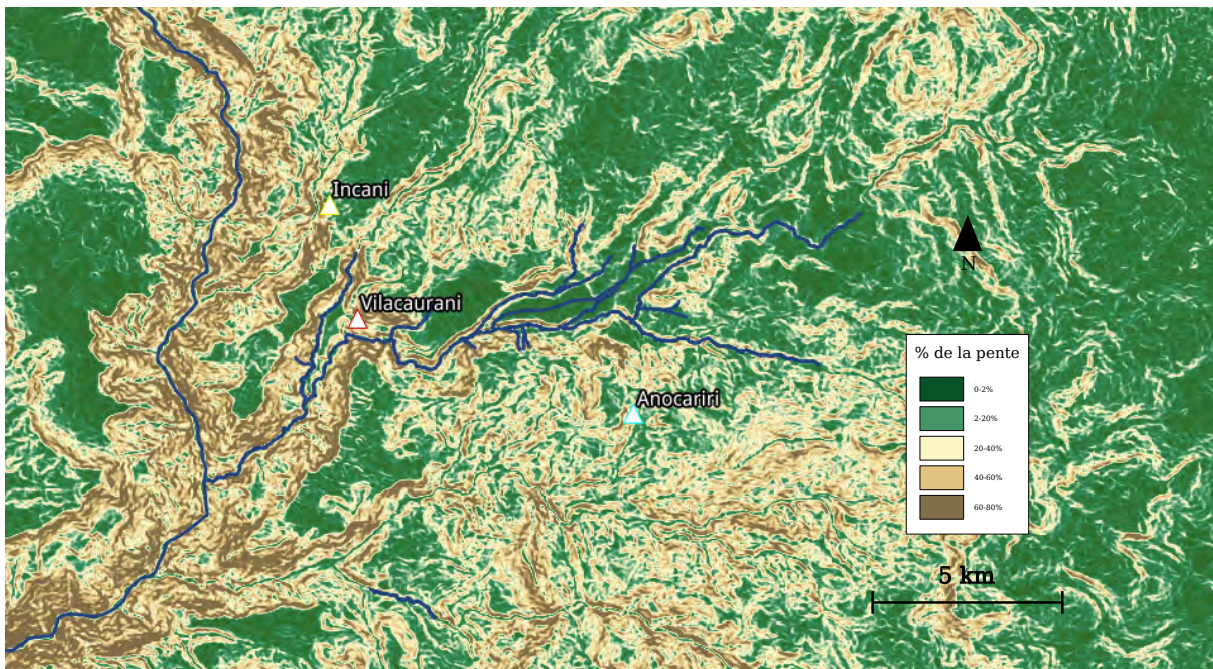 Incani
Vilacaurani
Anocariri
N
% de la pente
0-2%
2-20%
20-40%
40-60%
60-80%
5 km